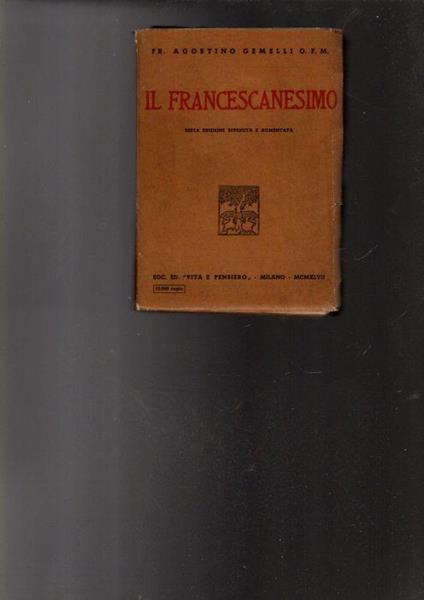 FR. AGOSTINO GEMELLI O. F. M.
IL FRANCESCANESIMO
SESTA EDIZIONE RIVEDUTA E AUMENTATA
SOC. ED. "VITA E PENSIERO„ - MILANO - MCMXLVII